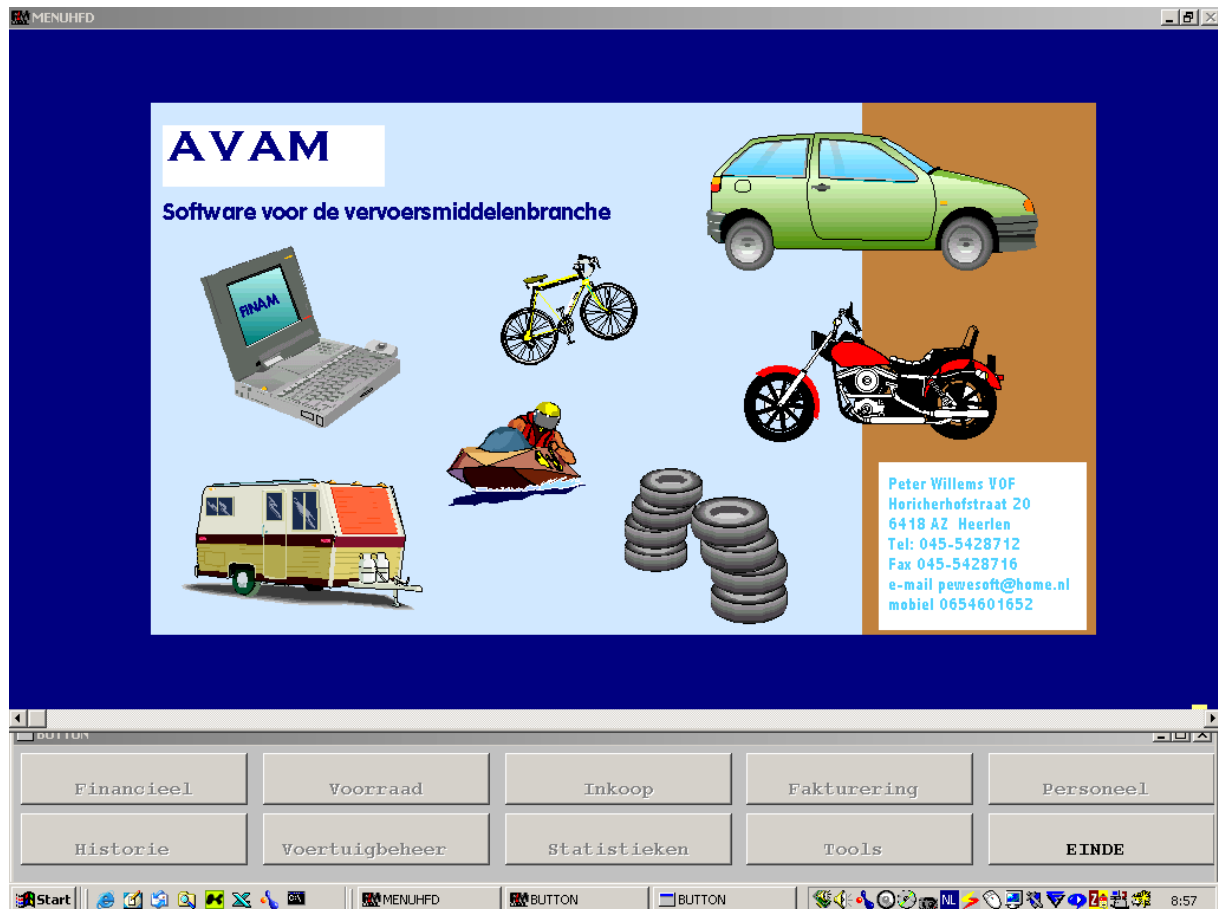 MENUHFD
AVAM
Software voor de vervoersmiddelenbranche
FINAM
Peter Willems VOF
Horicherhofstraat 20
6418 AZ Heerlen
Tel: 045-5428712
Fax 045-5428716
e-mail pewesoft@home.nl
mobiel 0654601652
BUTTON
Financieel Voorraad Inkoop Fakturering Personeel
Historie Voertuigbeheer Statistieken Tools EINDE
Start MENUHFD BUTTON BUTTON NL 8:57